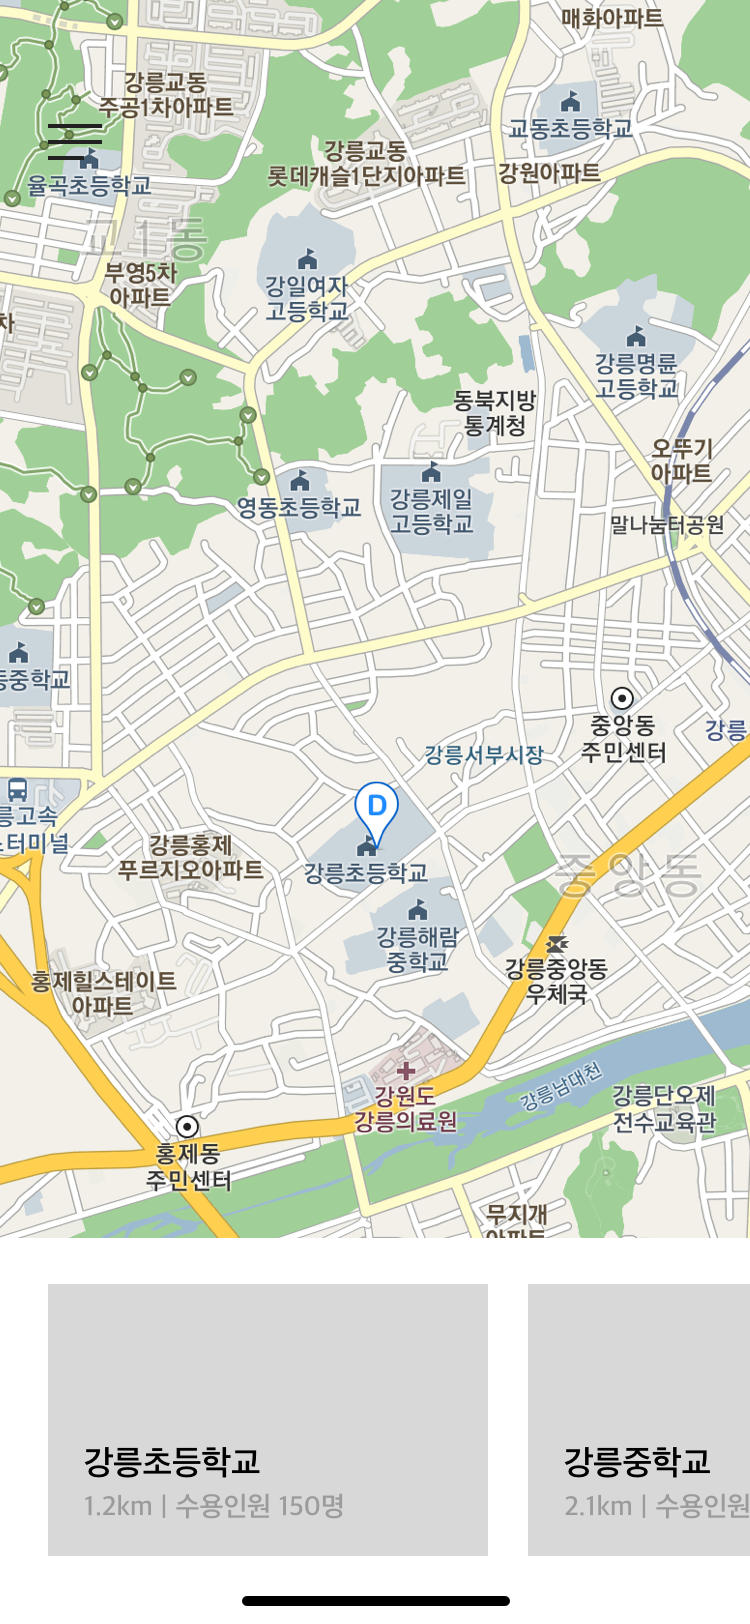 매화아파트
강릉교동
주공1차아파트
교동초등학교
강릉교동
롯데캐슬1단지아파트
강원아파트
율곡초등학교
교1동
부영5차
아파트
강일여자
고등학교
차
강릉명륜
고등학교
동북지방
통계청
오뚜기
아파트
영동초등학교
강릉제일
고등학교
말나눔터공원
동중학교
중앙동
주민센터
강릉
강릉서부시장
릉고속
터미널
D
강릉홍제
푸르지오아파트
강릉초등학교
중앙동
강릉해람
중학교
강릉중앙동
우체국
홍제힐스테이트
아파트
강원도
강릉의료원
강릉남대천
강릉단오제
전수교육관
홍제동
주민센터
무지개
아파트
강릉초등학교
1.2km | 수용인원 150명
강릉중학교
2.1km | 수용인원